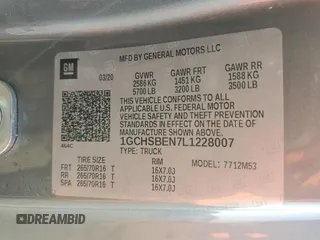 GM
MFD BY GENERAL MOTORS LLC
03/20
GVWR GAWR FRT GAWR RR
2586 KG 1451 KG 1588 KG
5700 LB 3200 LB 3500 LB
THIS VEHICLE CONFORMS TO ALL APPLICABLE
U.S. FEDERAL MOTOR VEHICLE SAFETY STANDARDS
IN EFFECT ON THE DATE OF
MANUFACTURE SHOWN ABOVE.
1GCHSBEN7L1228007
TYPE: TRUCK
464C
MODEL: 7712M53
TIRE SIZE RIM
FRT 265/70R16 T 16X7.0J
RR 265/70R16 T 16X7.0J
SPA 265/70R16 T 16X7.0J
DREAMBID